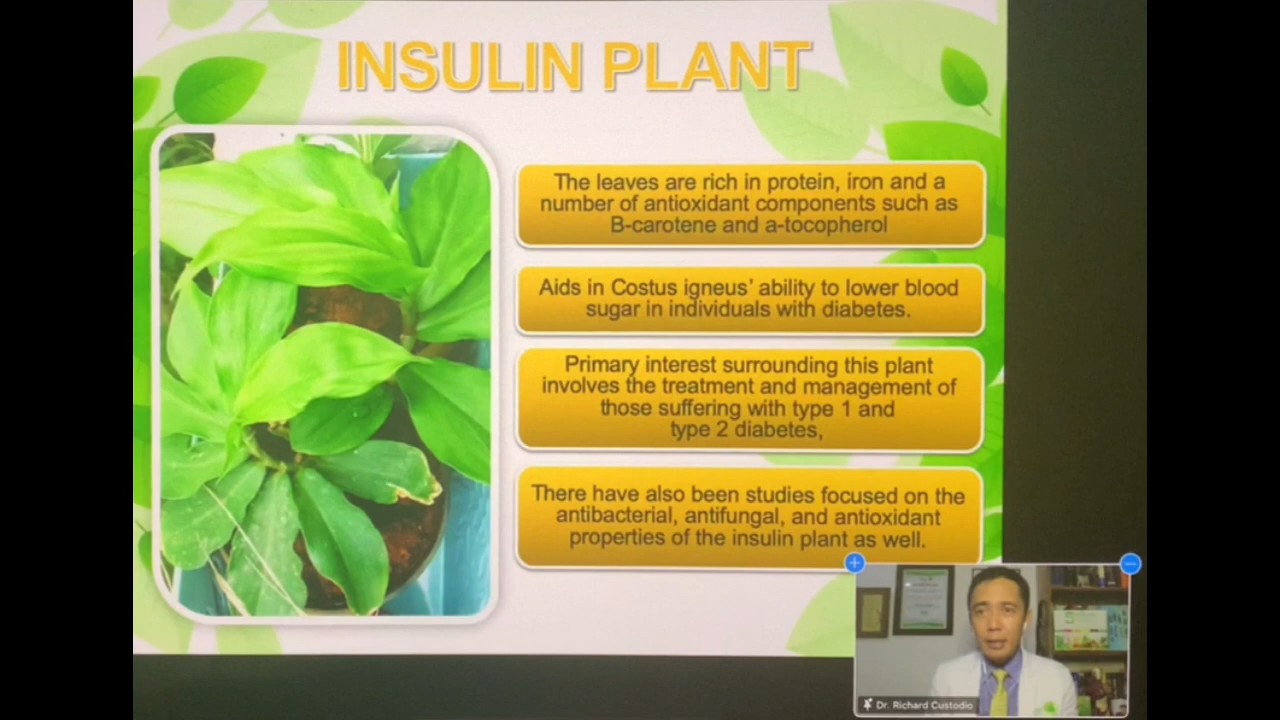 INSULIN PLANT
The leaves are rich in protein, iron and a
number of antioxidant components such as
B-carotene and a-tocopherol
Aids in Costus igneus' ability to lower blood
sugar in individuals with diabetes.
Primary interest surrounding this plant
involves the treatment and management of
those suffering with type 1 and
type 2 diabetes,
There have also been studies focused on the
antibacterial, antifungal, and antioxidant
properties of the insulin plant as well.
Dr. Richard Custodio